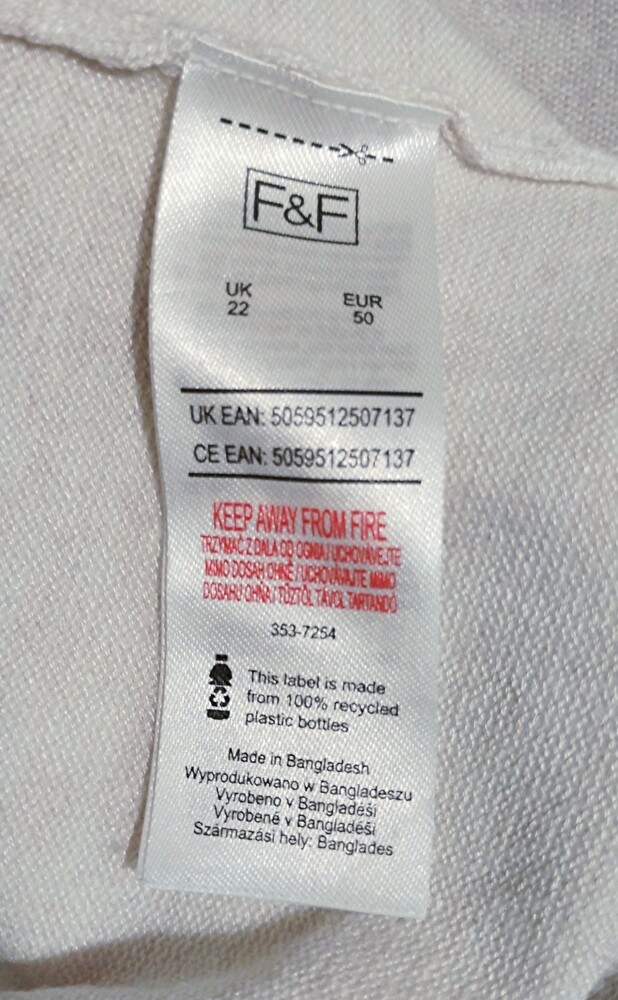 F&F
UK EUR
22 50
UK EAN: 5059512507137
CE EAN: 5059512507137
KEEP AWAY FROM FIRE
TRZYMAĆ Z DALA OD OGNIA / UCHOVÁVEJTE
MIMO DOSAH OHNĚ / UCHOVÁVAJTE MIMO
DOSAHU OHŇA / TŰZTŐL TÁVOL TARTANDÓ
353-7254
This label is made
from 100% recycled
plastic bottles
Made in Bangladesh
Wyprodukowano w Bangladeszu
Vyrobeno v Bangladéši
Vyrobené v Bangladéši
Származási hely: Banglades